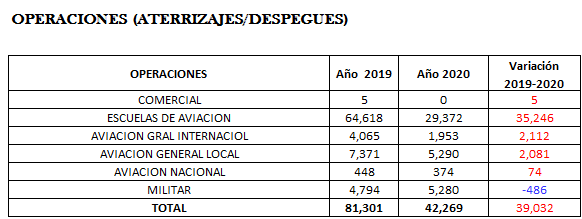 OPERACIONES (ATERRIZAJES/DESPEGUES)
OPERACIONES Año 2019 Año 2020 Variación 2019-2020
COMERCIAL 5 0 5
ESCUELAS DE AVIACION 64,618 29,372 35,246
AVIACION GRAL INTERNACIOL 4,065 1,953 2,112
AVIACION GENERAL LOCAL 7,371 5,290 2,081
AVIACION NACIONAL 448 374 74
MILITAR 4,794 5,280 -486
TOTAL 81,301 42,269 39,032